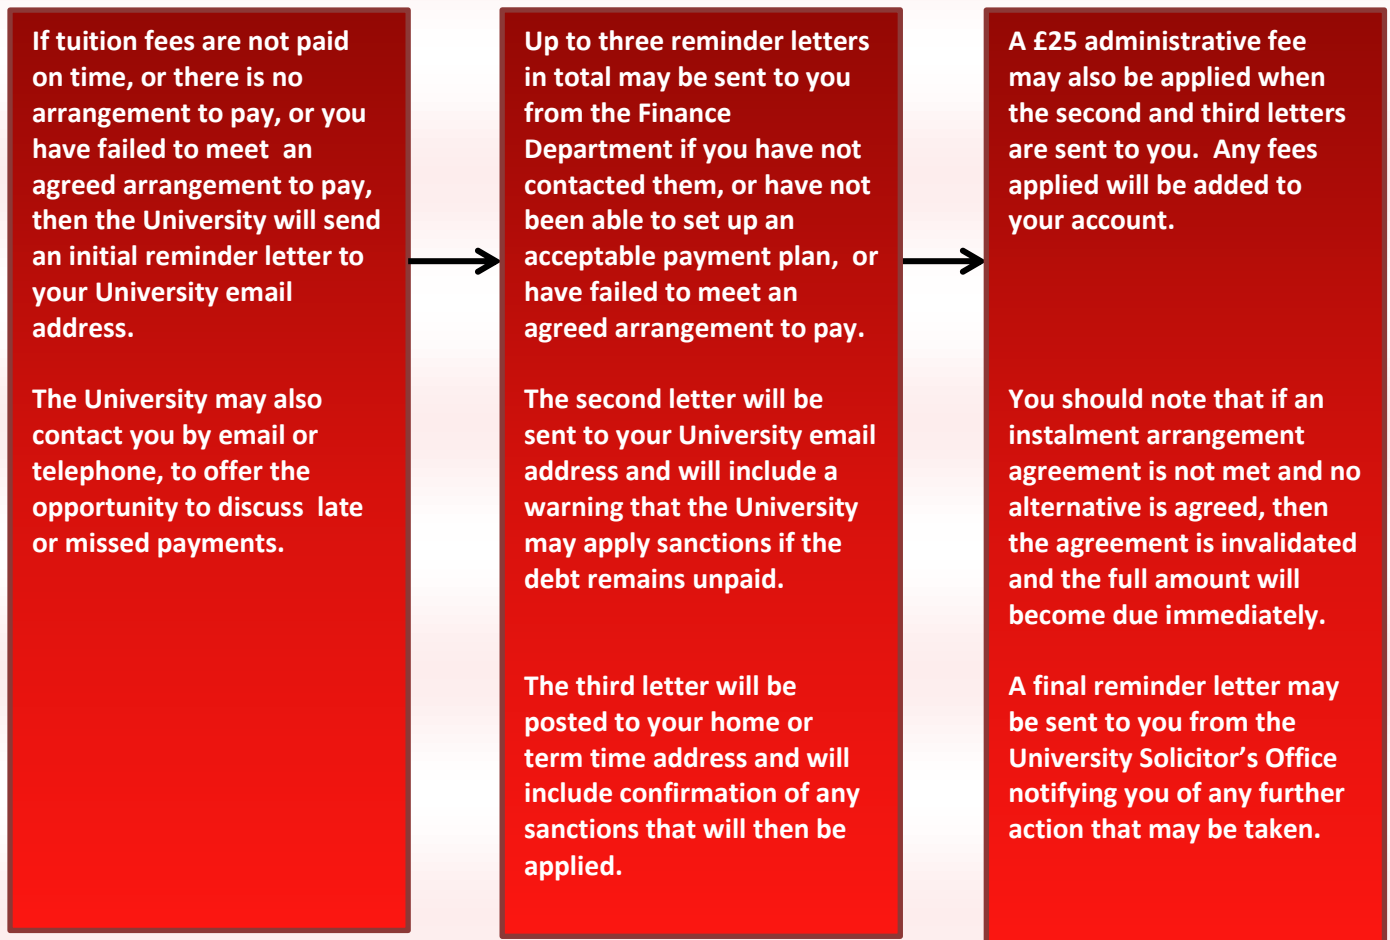 If tuition fees are not paid
on time, or there is no
arrangement to pay, or you
have failed to meet  an
agreed arrangement to pay,
then the University will send
an initial reminder letter to
your University email
address.
The University may also
contact you by email or
telephone, to offer the
opportunity to discuss  late
or missed payments.
Up to three reminder letters
in total may be sent to you
from the Finance
Department if you have not
contacted them, or have not
been able to set up an
acceptable payment plan,  or
have failed to meet an
agreed arrangement to pay.
The second letter will be
sent to your University email
address and will include a
warning that the University
may apply sanctions if the
debt remains unpaid.
The third letter will be
posted to your home or
term time address and will
include confirmation of any
sanctions that will then be
applied.
A £25 administrative fee
may also be applied when
the second and third letters
are sent to you.  Any fees
applied will be added to
your account.
You should note that if an
instalment arrangement
agreement is not met and no
alternative is agreed, then
the agreement is invalidated
and the full amount will
become due immediately.
A final reminder letter may
be sent to you from the
University Solicitor’s Office
notifying you of any further
action that may be taken.